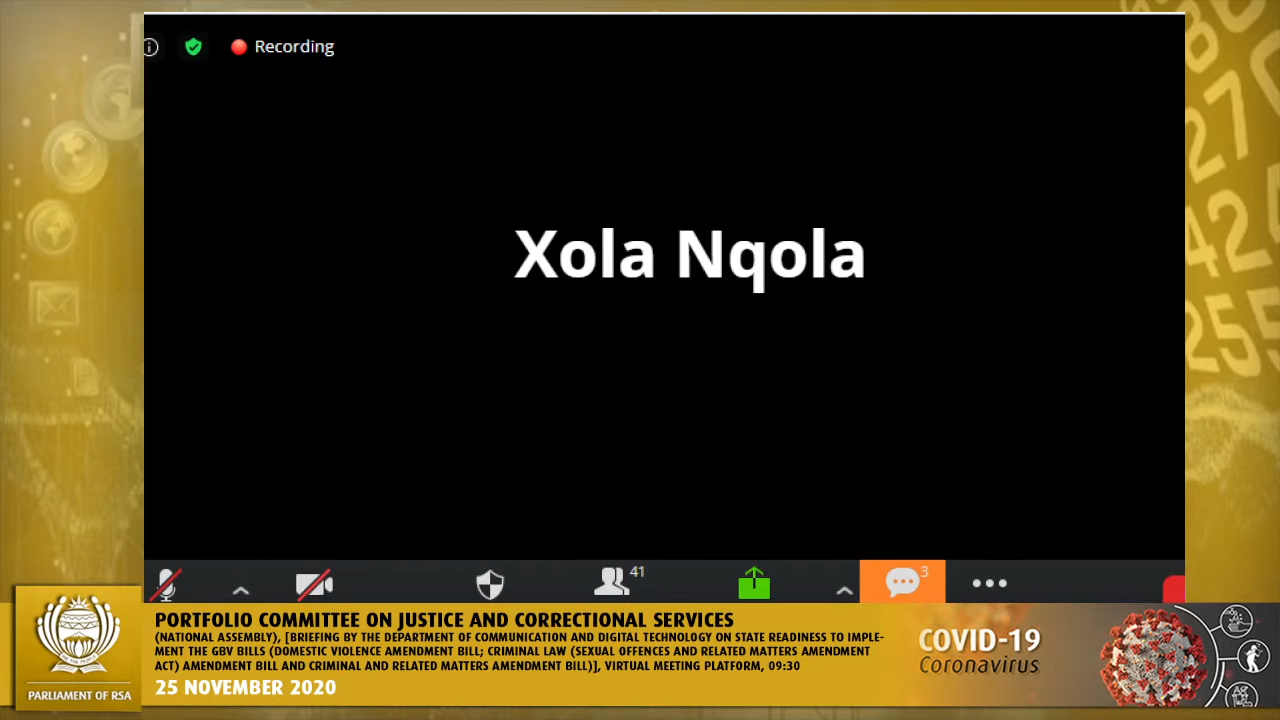 Recording
Xola Nqola
41
3
PORTFOLIO COMMITTEE ON JUSTICE AND CORRECTIONAL SERVICES
(NATIONAL ASSEMBLY), [BRIEFING BY THE DEPARTMENT OF COMMUNICATION AND DIGITAL TECHNOLOGY ON STATE READINESS TO IMPLE-
MENT THE GBV BILLS (DOMESTIC VIOLENCE AMENDMENT BILL; CRIMINAL LAW (SEXUAL OFFENCES AND RELATED MATTERS AMENDMENT
ACT) AMENDMENT BILL AND CRIMINAL AND RELATED MATTERS AMENDMENT BILL)], VIRTUAL MEETING PLATFORM, 09:30
25 NOVEMBER 2020
PARLIAMENT OF RSA
COVID-19
Coronavirus
27
42
255